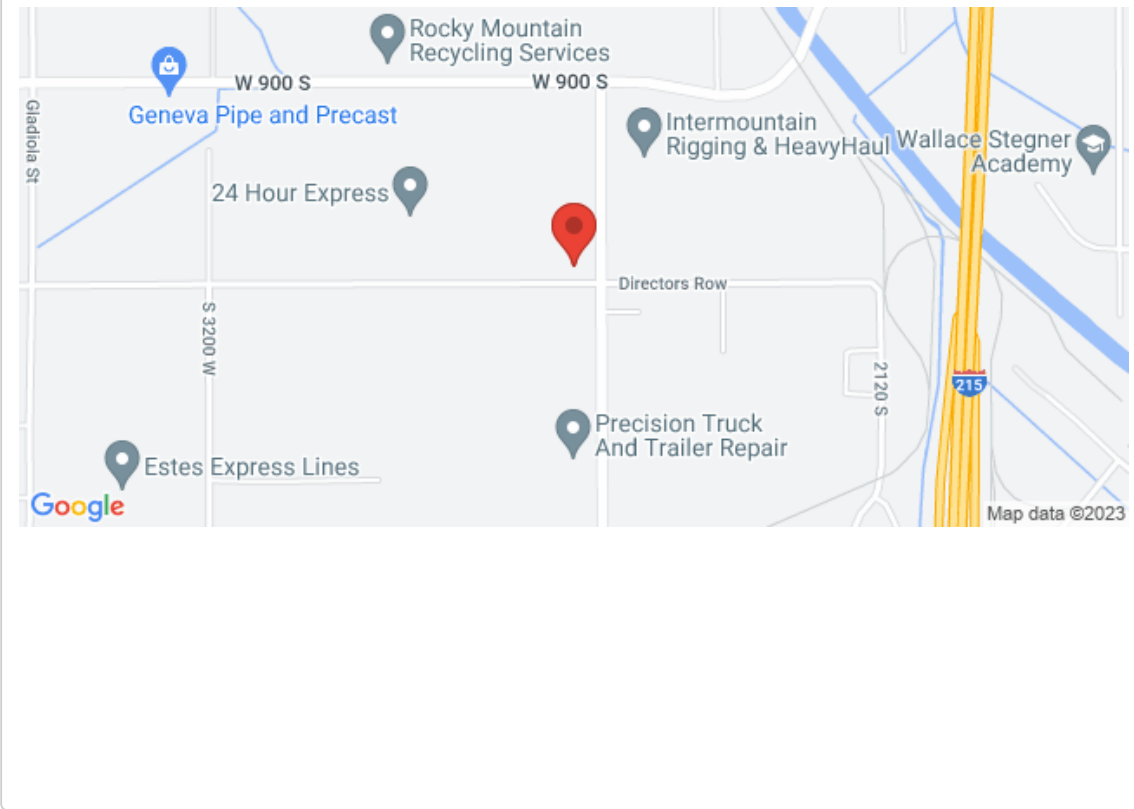 Rocky Mountain
Recycling Services
W 900 S
W 900 S
Geneva Pipe and Precast
Gladiola St
Intermountain
Rigging & HeavyHaul
Wallace Stegner
Academy
24 Hour Express
Directors Row
S 3200 W
2120 S
215
Precision Truck
And Trailer Repair
Estes Express Lines
Google
Map data ©2023